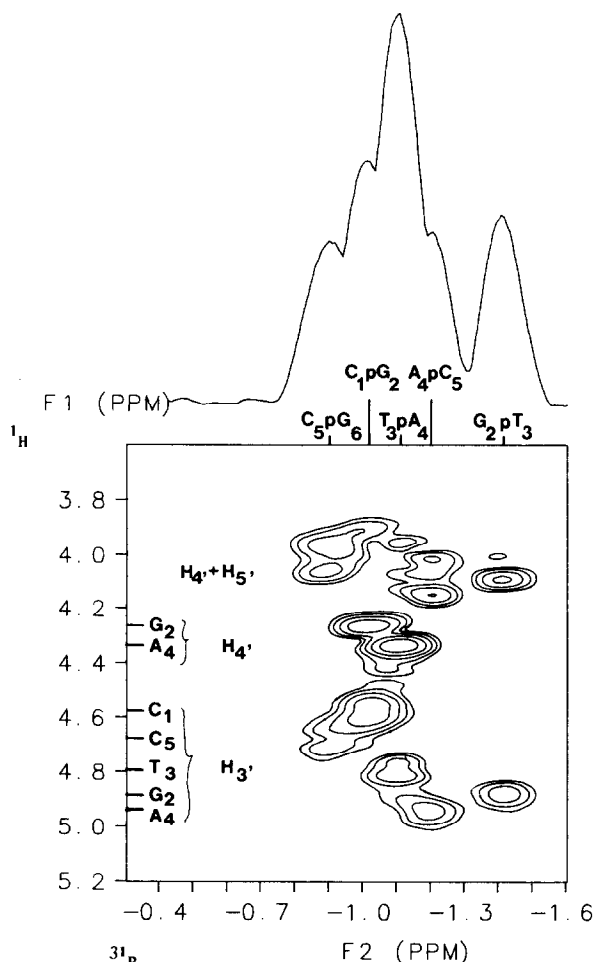 C1pG2 A4pC5
F1 (PPM)
C5pG6 T3pA4 G2pT3
1H
3.8
4.0
H4'+H5'
4.2
G2
H4'
A4
4.4
4.6
C1
C5
H3'
4.8
T3
G2
A4
5.0
5.2
-0.4 -0.7 -1.0 -1.3 -1.6
31P F2 (PPM)